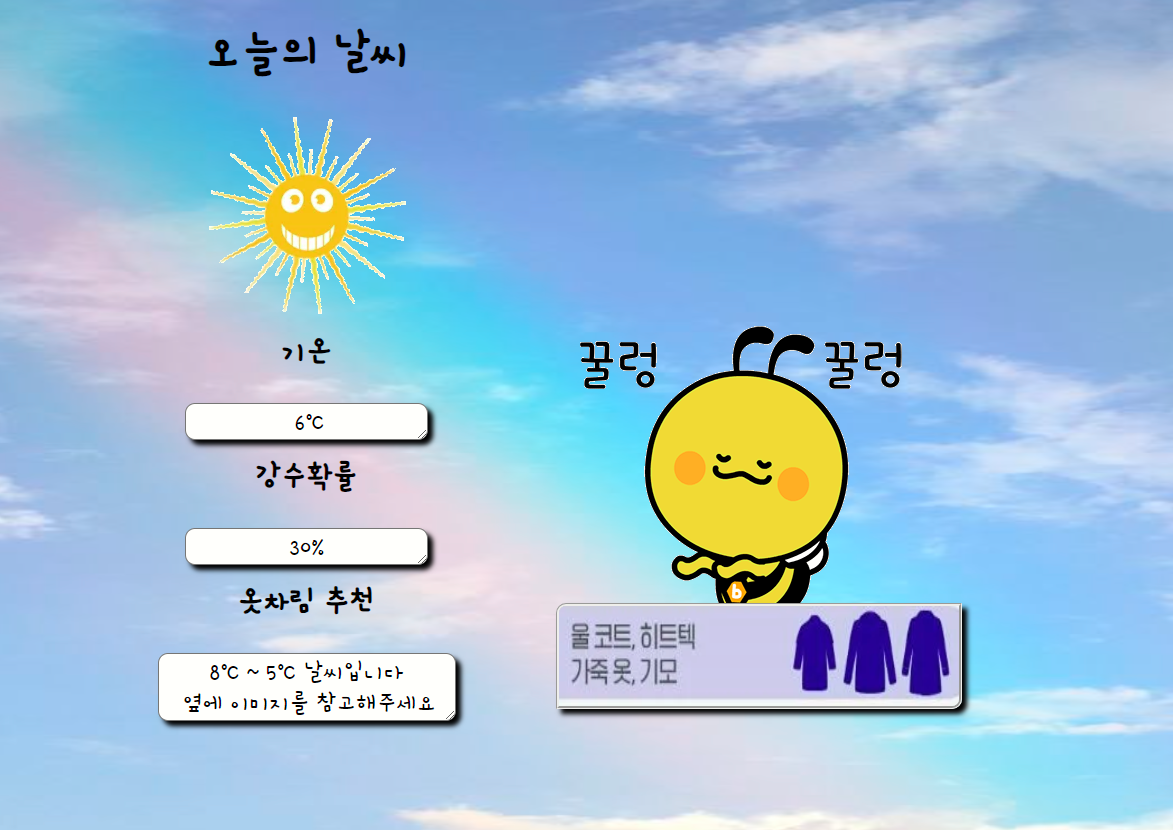 오늘의 날씨
기온
6°C
강수확률
30%
옷차림 추천
8°C ~ 5°C 날씨입니다
옆에 이미지를 참고해주세요
꿀렁 꿀렁
b
울 코트, 히트텍
가죽 옷, 기모